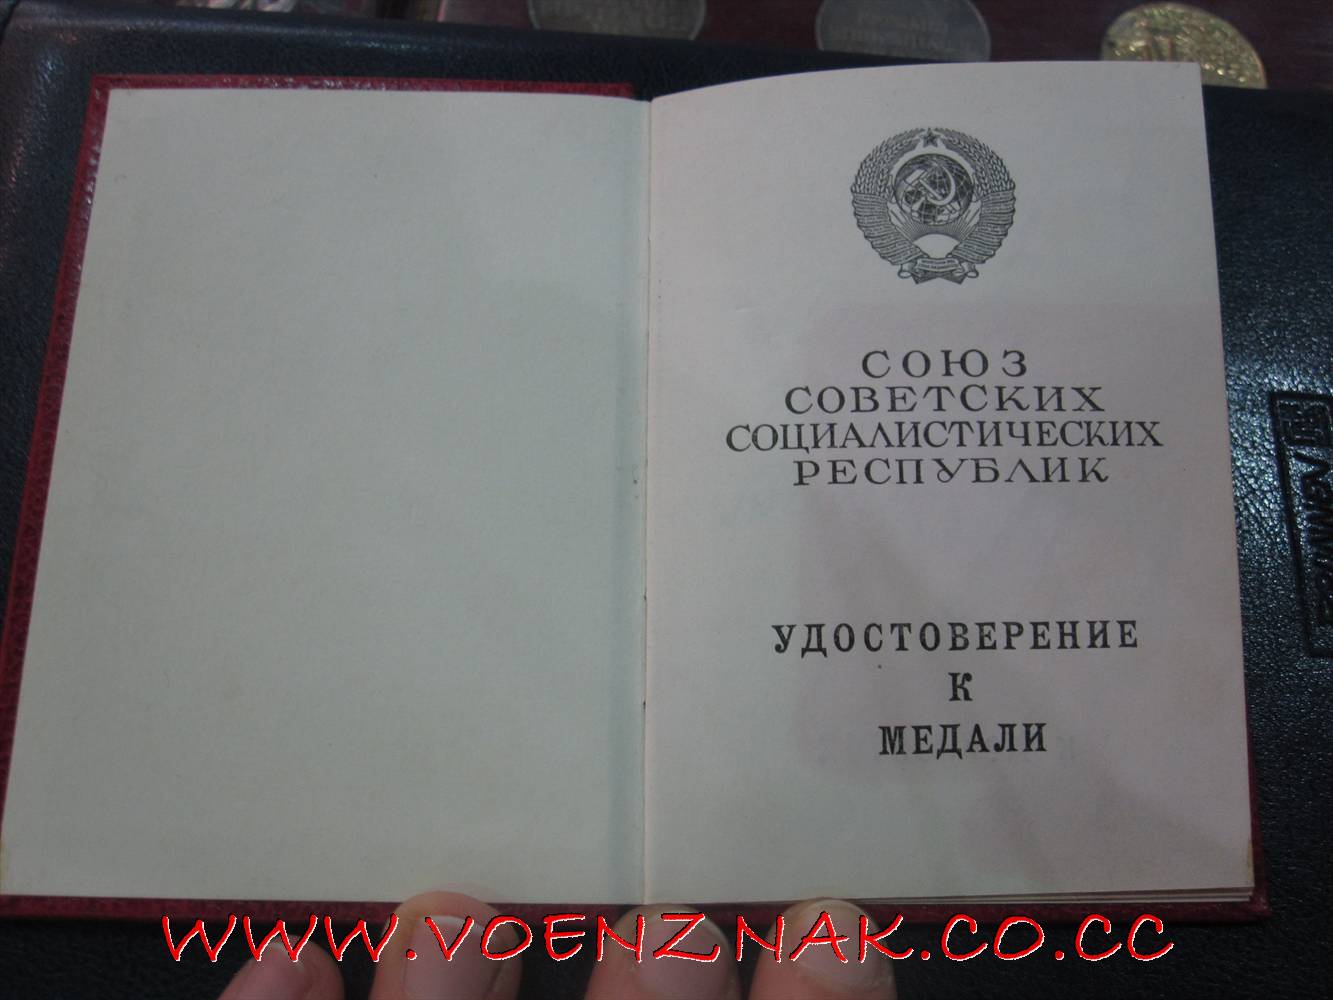 СОЮЗ
СОВЕТСКИХ
СОЦИАЛИСТИЧЕСКИХ
РЕСПУБЛИК
УДОСТОВЕРЕНИЕ
К
МЕДАЛИ
WWW.VOENZNAK.CO.CC